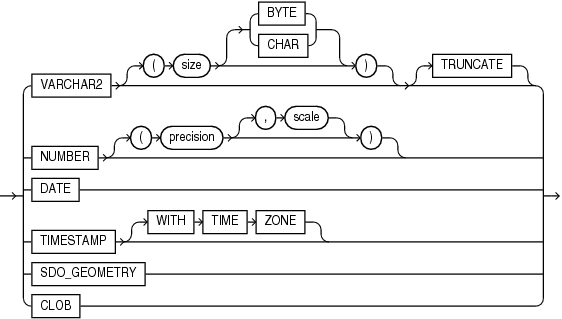 BYTE
CHAR
VARCHAR2 ( size ) TRUNCATE
NUMBER ( precision , scale )
DATE
TIMESTAMP WITH TIME ZONE
SDO_GEOMETRY
CLOB